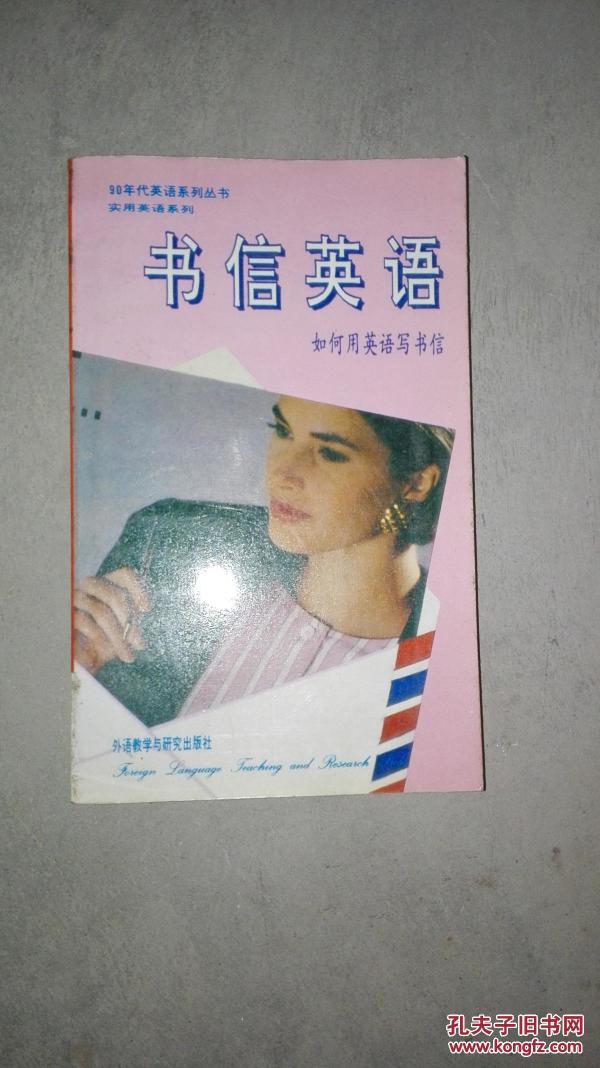 90年代英语系列丛书
实用英语系列
书信英语
如何用英语写书信
外语教学与研究出版社
Foreign Language Teaching and Research
孔夫子旧书网
www.kongfz.com